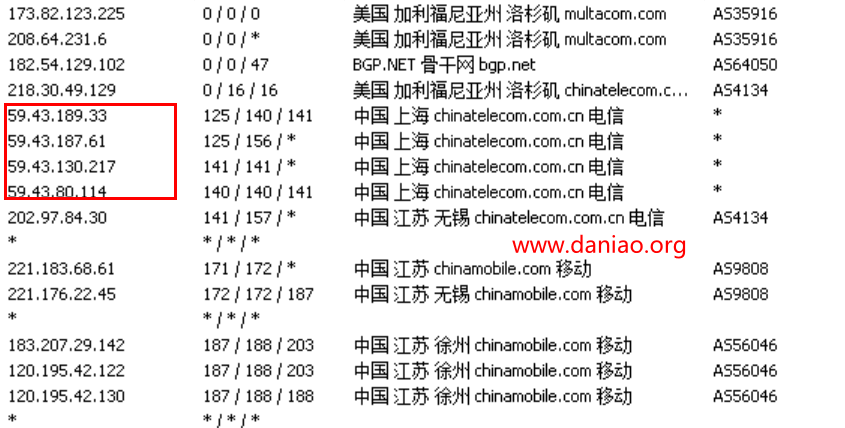 173.82.123.225 0 / 0 / 0 美国 加利福尼亚州 洛杉矶 multacom.com AS35916
208.64.231.6 0 / 0 / * 美国 加利福尼亚州 洛杉矶 multacom.com AS35916
182.54.129.102 0 / 0 / 47 BGP.NET 骨干网 bgp.net AS64050
218.30.49.129 0 / 16 / 16 美国 加利福尼亚州 洛杉矶 chinatelecom.c... AS4134
59.43.189.33 125 / 140 / 141 中国 上海 chinatelecom.com.cn 电信 *
59.43.187.61 125 / 156 / * 中国 上海 chinatelecom.com.cn 电信 *
59.43.130.217 141 / 141 / * 中国 上海 chinatelecom.com.cn 电信 *
59.43.80.114 140 / 140 / 141 中国 上海 chinatelecom.com.cn 电信 *
202.97.84.30 141 / 157 / * 中国 江苏 无锡 chinatelecom.com.cn 电信 AS4134
* * / * / *
www.daniao.org
221.183.68.61 171 / 172 / * 中国 江苏 chinamobile.com 移动 AS9808
221.176.22.45 172 / 172 / 187 中国 江苏 无锡 chinamobile.com 移动 AS9808
* * / * / *
183.207.29.142 187 / 188 / 203 中国 江苏 徐州 chinamobile.com 移动 AS56046
120.195.42.122 187 / 188 / 203 中国 江苏 徐州 chinamobile.com 移动 AS56046
120.195.42.130 187 / 188 / 188 中国 江苏 徐州 chinamobile.com 移动 AS56046
* * / * / *